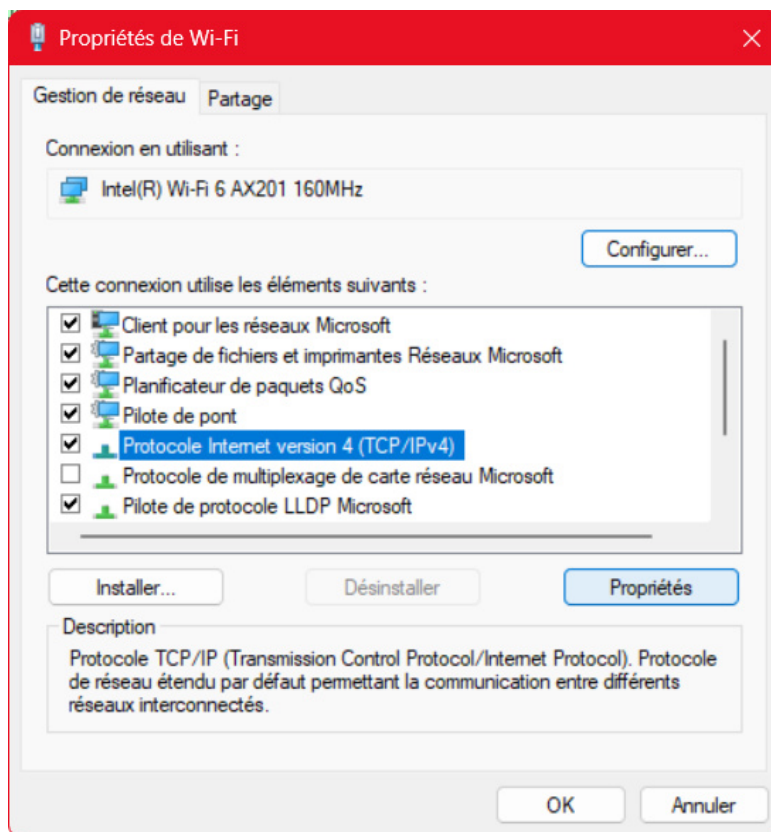 Propriétés de Wi-Fi
Gestion de réseau
Partage
Connexion en utilisant :
Intel(R) Wi-Fi 6 AX201 160MHz
Configurer...
Cette connexion utilise les éléments suivants :
Client pour les réseaux Microsoft
Partage de fichiers et imprimantes Réseaux Microsoft
Planificateur de paquets QoS
Pilote de pont
Protocole Internet version 4 (TCP/IPv4)
Protocole de multiplexage de carte réseau Microsoft
Pilote de protocole LLDP Microsoft
Installer...
Désinstaller
Propriétés
Description
Protocole TCP/IP (Transmission Control Protocol/Internet Protocol). Protocole
de réseau étendu par défaut permettant la communication entre différents
réseaux interconnectés.
OK
Annuler